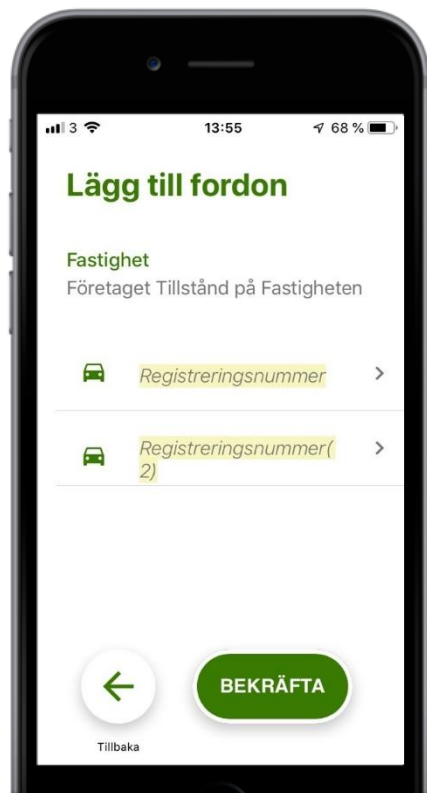 3 13:55 68 %
Lägg till fordon
Fastighet
Företaget Tillstånd på Fastigheten
Registreringsnummer
Registreringsnummer(
2)
BEKRÄFTA
Tillbaka